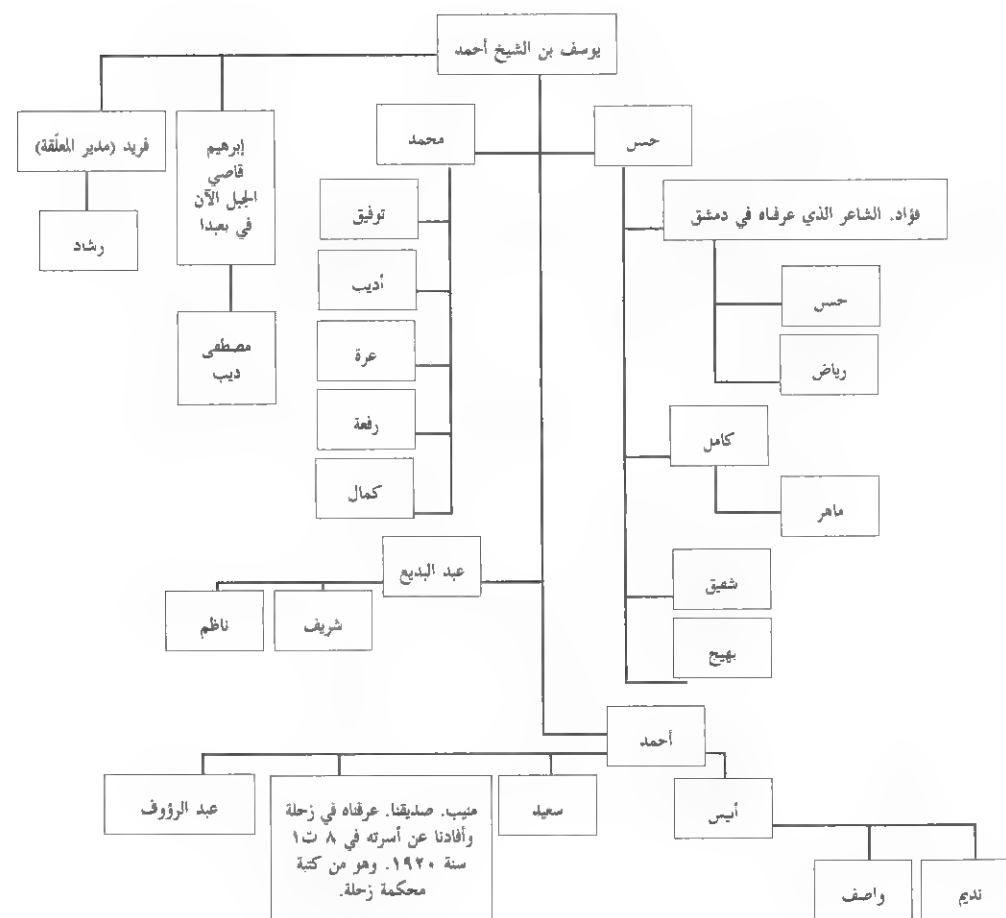 يوسف بن الشيخ أحمد
حسن
محمد
إبرهيم
قاضي
الجبل الآن
في بعبدا
فريد (مدير المعلّقة)
فؤاد. الشاعر الذي عرفناه في دمشق
توفيق
رشاد
حسن
أديب
رياض
عزة
مصطفى
ديب
كامل
رفعة
ماهر
كمال
شفيق
عبد البديع
بهيج
شريف
ناظم
أحمد
أنيس
سعيد
منيب. صديقنا. عرفناه في زحلة
وأفادنا عن أسرته في ٨ ت١
سنة ١٩٢٠. وهو من كتبة
محكمة زحلة.
عبد الرؤوف
نديم
واصف